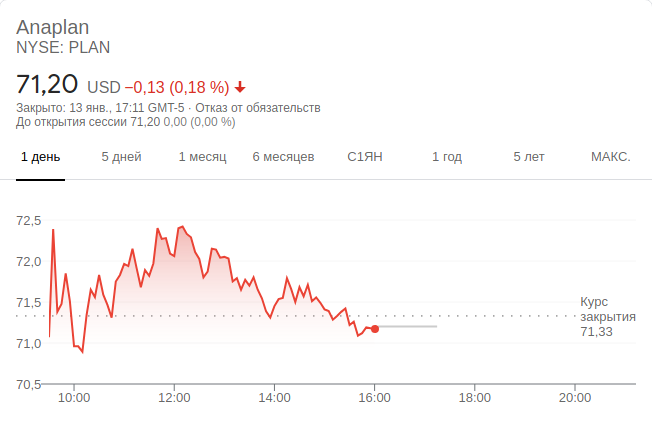 Anaplan
NYSE: PLAN
71,20 USD −0,13 (0,18 %)
Закрыто: 13 янв., 17:11 GMT-5 · Отказ от обязательств
До открытия сессии 71,20 0,00 (0,00 %)
1 день 5 дней 1 месяц 6 месяцев С1ЯН 1 год 5 лет МАКС.
72,5
72,0
71,5
Курс
закрытия
71,33
71,0
70,5
10:00 12:00 14:00 16:00 18:00 20:00